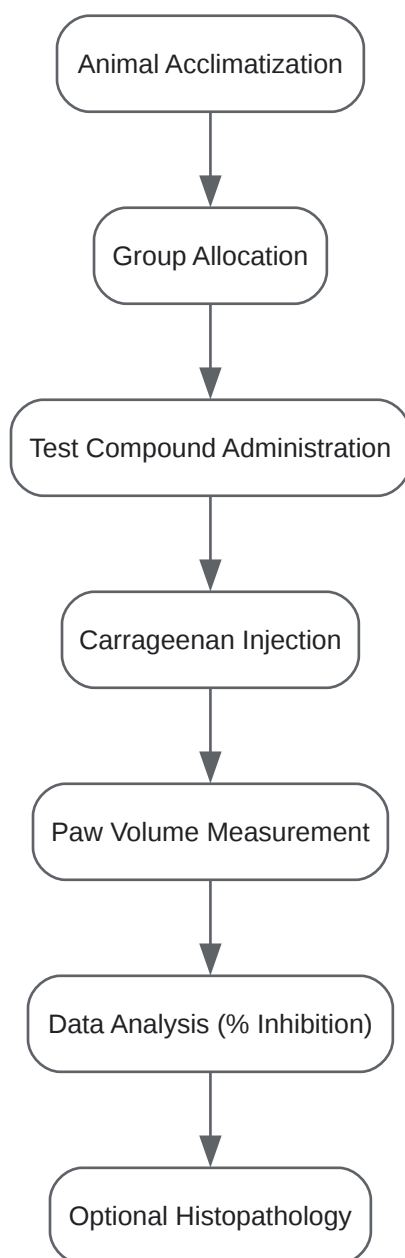 Animal Acclimatization
Group Allocation
Test Compound Administration
Carrageenan Injection
Paw Volume Measurement
Data Analysis (% Inhibition)
Optional Histopathology